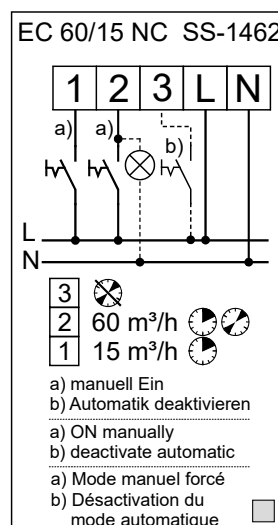 EC 60/15 NC SS-1462
1 2 3 L N
a) a) b)
L
N
3
2 60 m³/h
1 15 m³/h
a) manuell Ein
b) Automatik deaktivieren
a) ON manually
b) deactivate automatic
a) Mode manuel forcé
b) Désactivation du
mode automatique